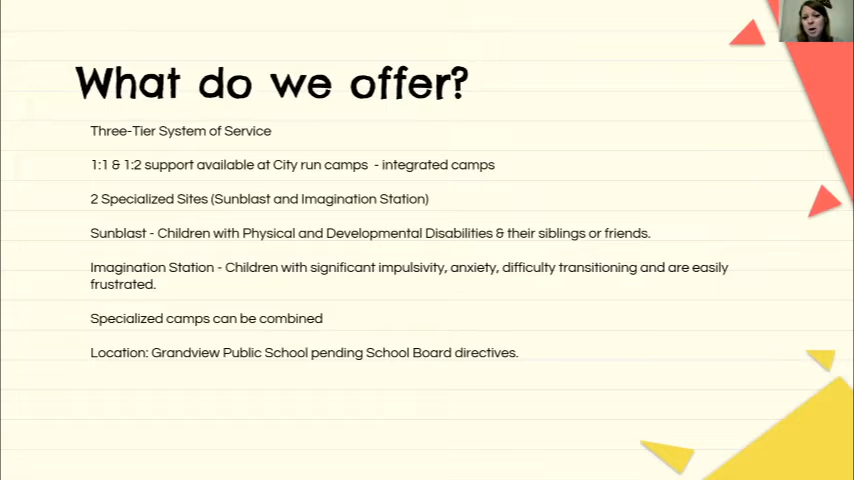 What do we offer?
Three-Tier System of Service
1:1 & 1:2 support available at City run camps - integrated camps
2 Specialized Sites (Sunblast and Imagination Station)
Sunblast - Children with Physical and Developmental Disabilities & their siblings or friends.
Imagination Station - Children with significant impulsivity, anxiety, difficulty transitioning and are easily
frustrated.
Specialized camps can be combined
Location: Grandview Public School pending School Board directives.